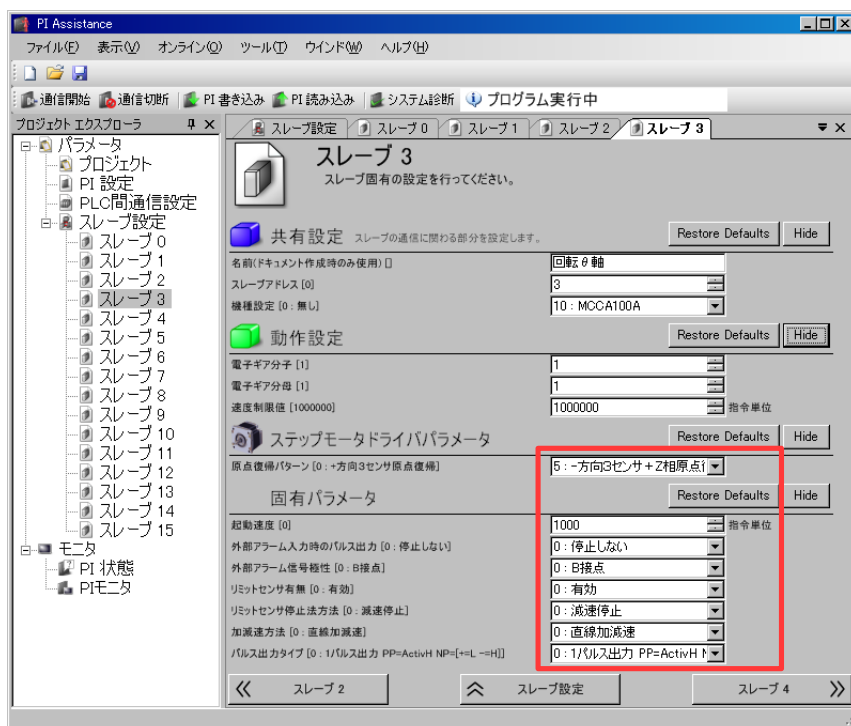 PI Assistance
ファイル(F) 表示(V) オンライン(O) ツール(T) ウインド(W) ヘルプ(H)
通信開始 通信切断 PI 書き込み PI 読み込み システム診断 プログラム実行中
プロジェクト エクスプローラ
パラメータ
プロジェクト
PI 設定
PLC間通信設定
スレーブ設定
スレーブ 0
スレーブ 1
スレーブ 2
スレーブ 3
スレーブ 4
スレーブ 5
スレーブ 6
スレーブ 7
スレーブ 8
スレーブ 9
スレーブ 10
スレーブ 11
スレーブ 12
スレーブ 13
スレーブ 14
スレーブ 15
モニタ
PI 状態
PIモニタ
スレーブ設定 スレーブ 0 スレーブ 1 スレーブ 2 スレーブ 3
スレーブ 3
スレーブ固有の設定を行ってください。
共有設定 スレーブの通信に関わる部分を設定します。 Restore Defaults Hide
名前(ドキュメント作成時のみ使用) [] 回転θ軸
スレーブアドレス [0] 3
機種設定 [0 : 無し] 10 : MCCA100A
動作設定 Restore Defaults Hide
電子ギア分子 [1] 1
電子ギア分母 [1] 1
速度制限値 [1000000] 1000000 指令単位
ステップモータドライバパラメータ Restore Defaults Hide
原点復帰パターン [0 : +方向3センサ原点復帰] 5 : -方向3センサ+Z相原点
固有パラメータ Restore Defaults Hide
起動速度 [0] 1000 指令単位
外部アラーム入力時のパルス出力 [0 : 停止しない] 0 : 停止しない
外部アラーム信号極性 [0 : B接点] 0 : B接点
リミットセンサ有無 [0 : 有効] 0 : 有効
リミットセンサ停止法方法 [0 : 減速停止] 0 : 減速停止
加減速方法 [0 : 直線加減速] 0 : 直線加減速
パルス出力タイプ [0 : 1パルス出力 PP=ActivH NP=[+=L -=H]] 0 : 1パルス出力 PP=ActivH
スレーブ 2 スレーブ設定 スレーブ 4